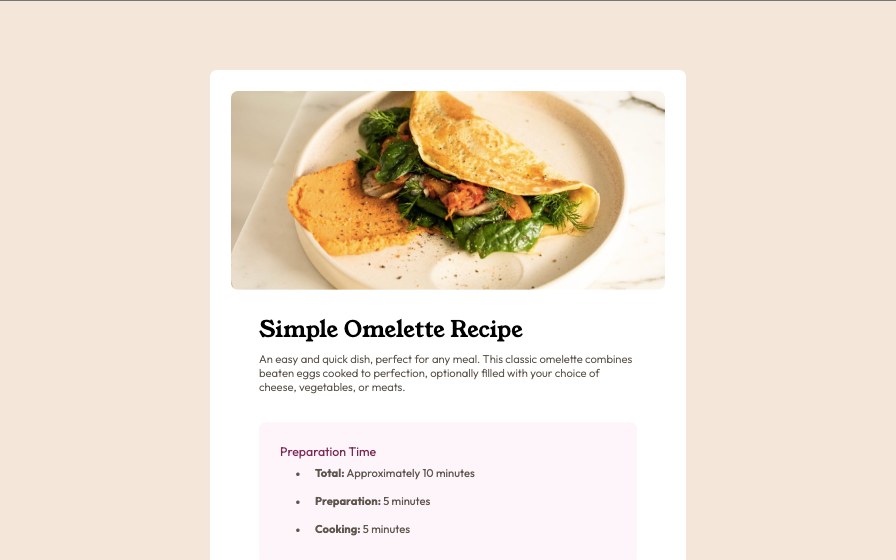 Simple Omelette Recipe
An easy and quick dish, perfect for any meal. This classic omelette combines
beaten eggs cooked to perfection, optionally filled with your choice of
cheese, vegetables, or meats.
Preparation Time
• Total: Approximately 10 minutes
• Preparation: 5 minutes
• Cooking: 5 minutes